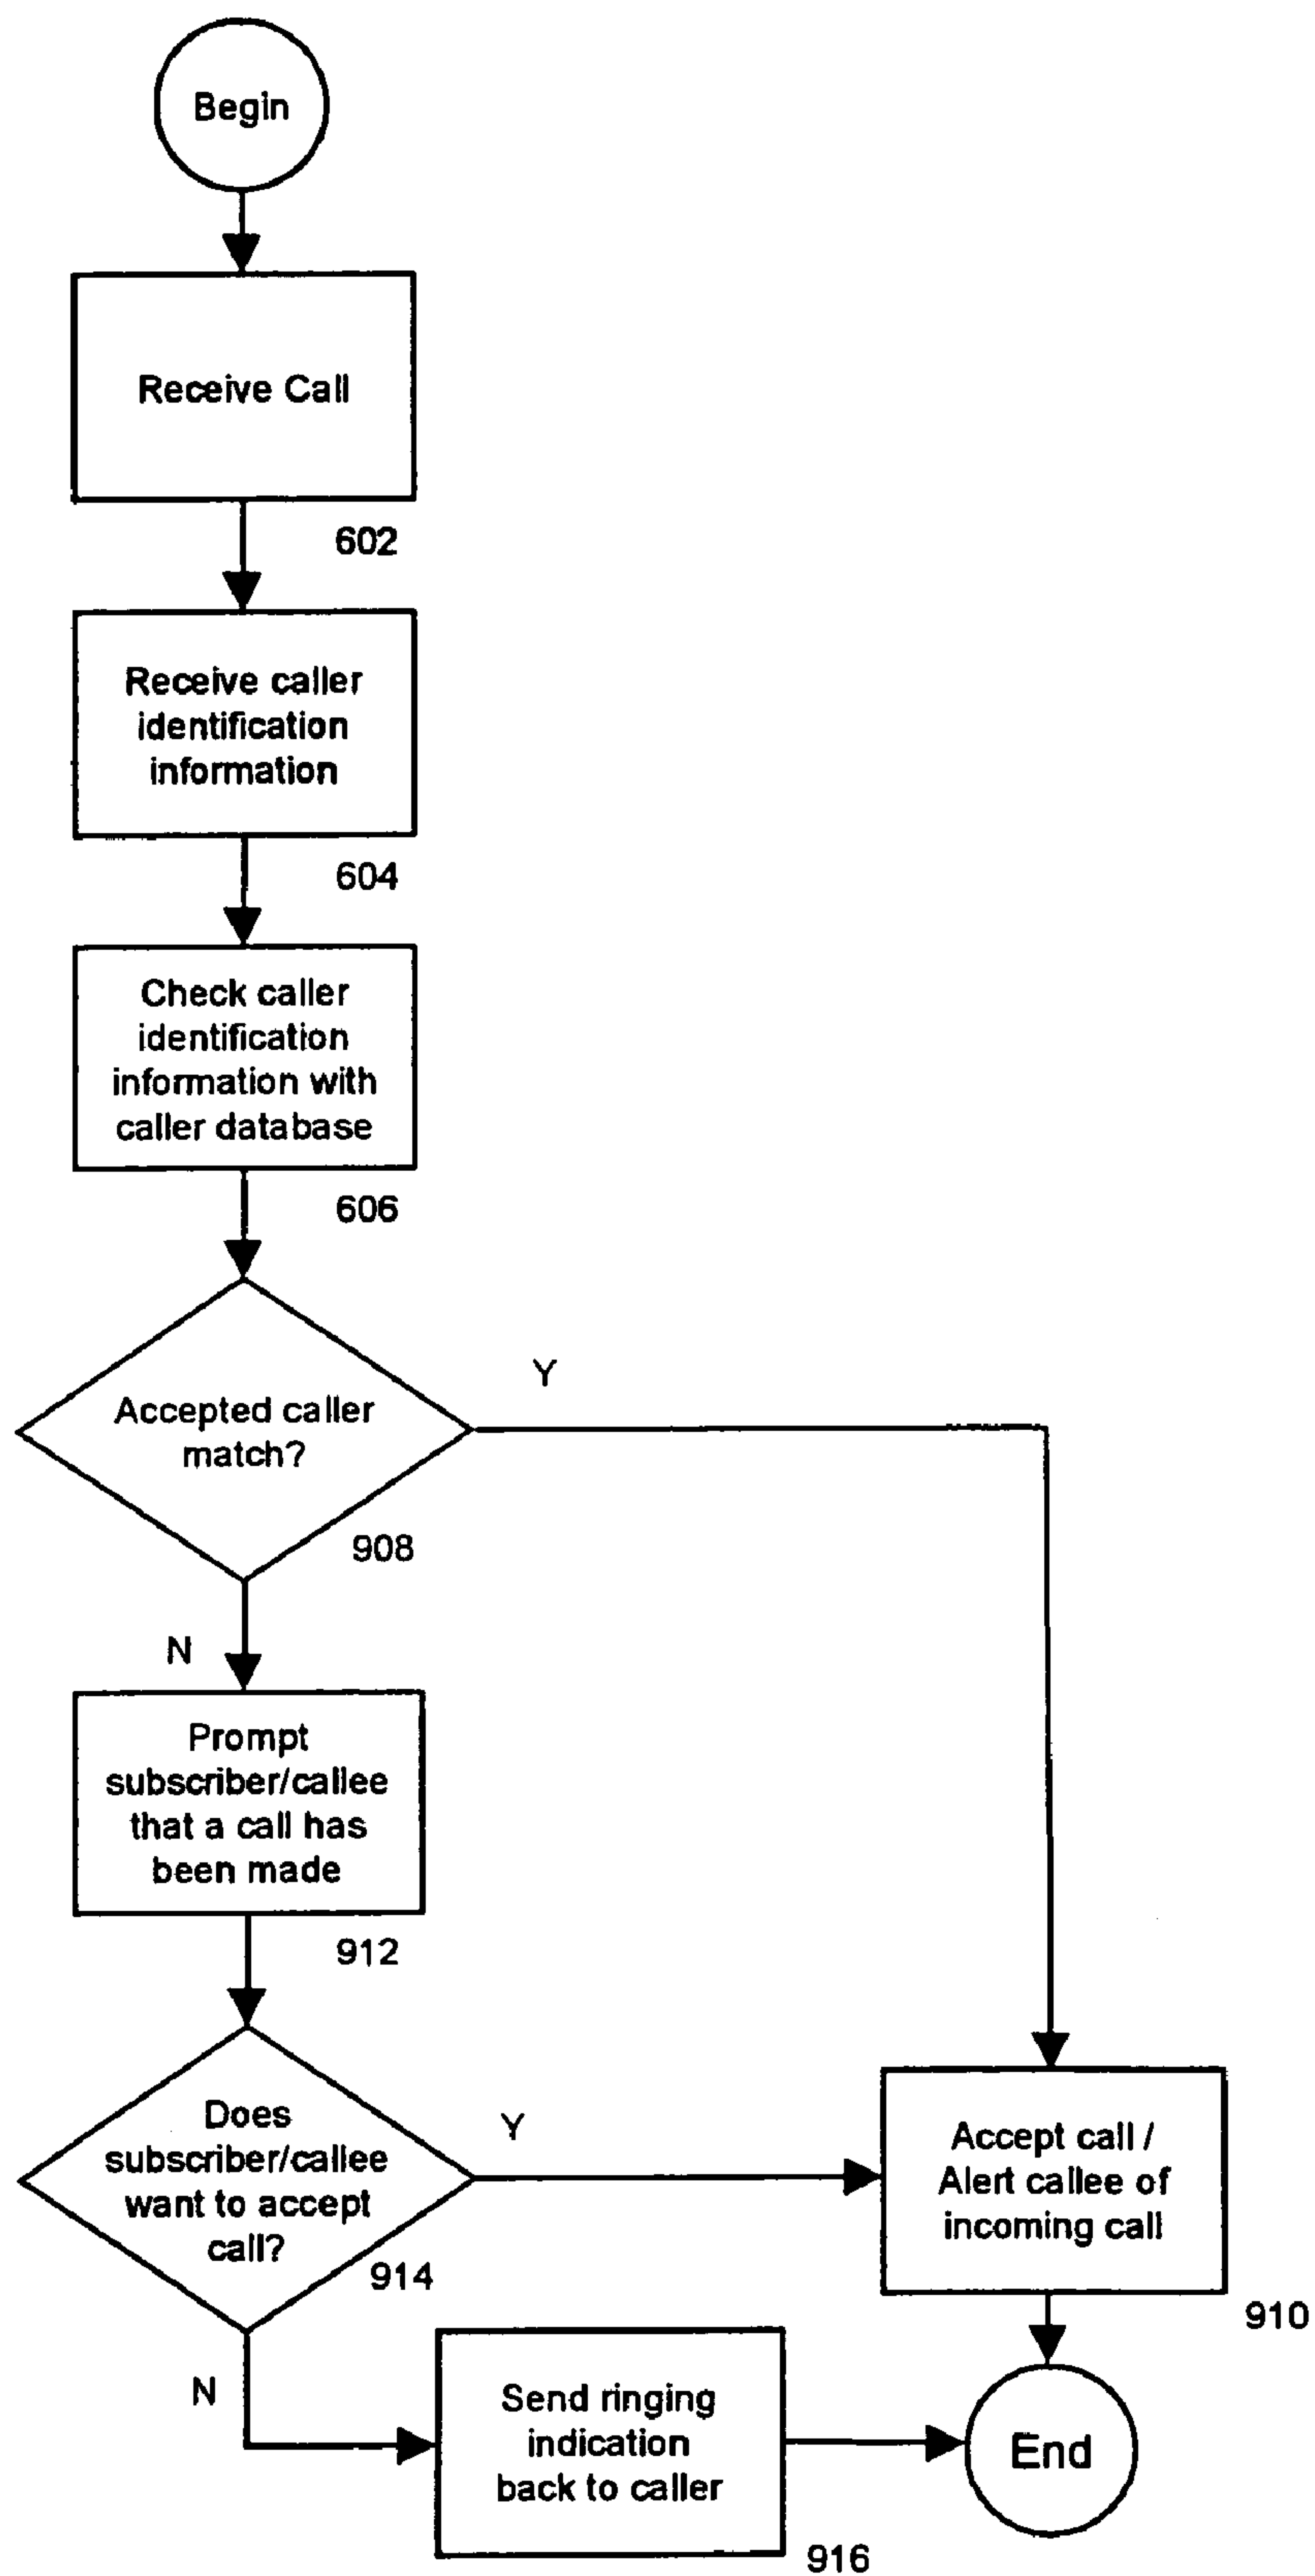 Begin
Receive Call
602
Receive caller
identification
information
604
Check caller
identification
information with
caller database
606
Accepted caller
match?
Y
908
N
Prompt
subscriber/callee
that a call has
been made
912
Does
subscriber/callee
want to accept
call?
Y
914
Accept call /
Alert callee of
incoming call
910
N
Send ringing
indication
back to caller
916
End